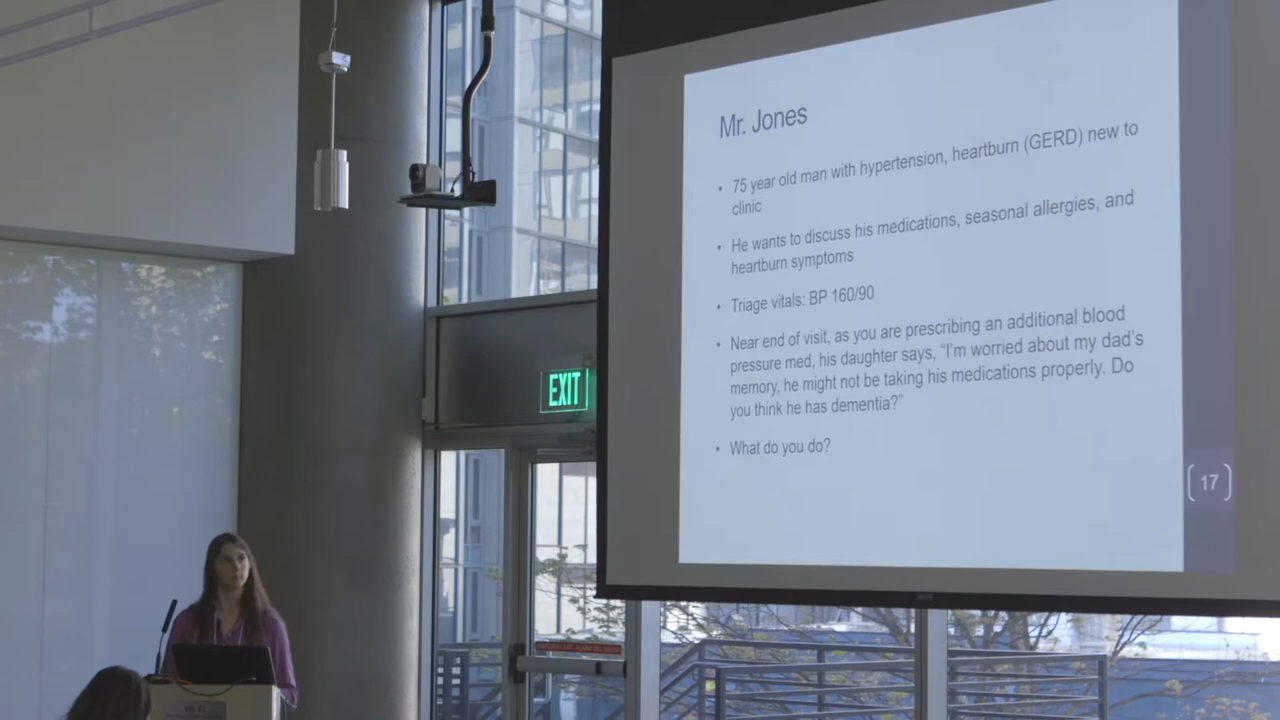 Mr. Jones
• 75 year old man with hypertension, heartburn (GERD) new to
clinic
• He wants to discuss his medications, seasonal allergies, and
heartburn symptoms
• Triage vitals: BP 160/90
• Near end of visit, as you are prescribing an additional blood
pressure med, his daughter says, “I’m worried about my dad’s
memory, he might not be taking his medications properly. Do
you think he has dementia?”
• What do you do?
17
EXIT